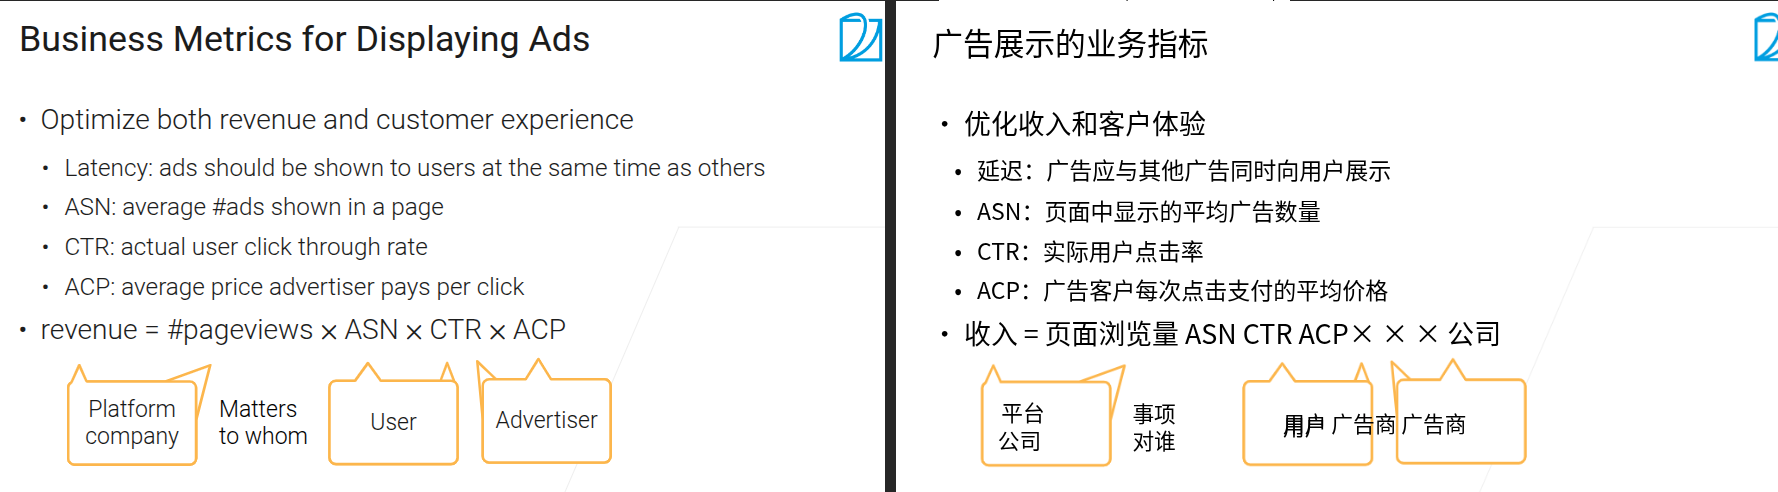 Business Metrics for Displaying Ads
• Optimize both revenue and customer experience
• Latency: ads should be shown to users at the same time as others
• ASN: average #ads shown in a page
• CTR: actual user click through rate
• ACP: average price advertiser pays per click
• revenue = #pageviews × ASN × CTR × ACP
Platform
company
Matters
to whom
User
Advertiser
广告展示的业务指标
• 优化收入和客户体验
• 延迟：广告应与其他广告同时向用户展示
• ASN：页面中显示的平均广告数量
• CTR：实际用户点击率
• ACP：广告客户每次点击支付的平均价格
• 收入 = 页面浏览量 ASN CTR ACP× × × 公司
平台
公司
事项
对谁
用户 广告商 广告商